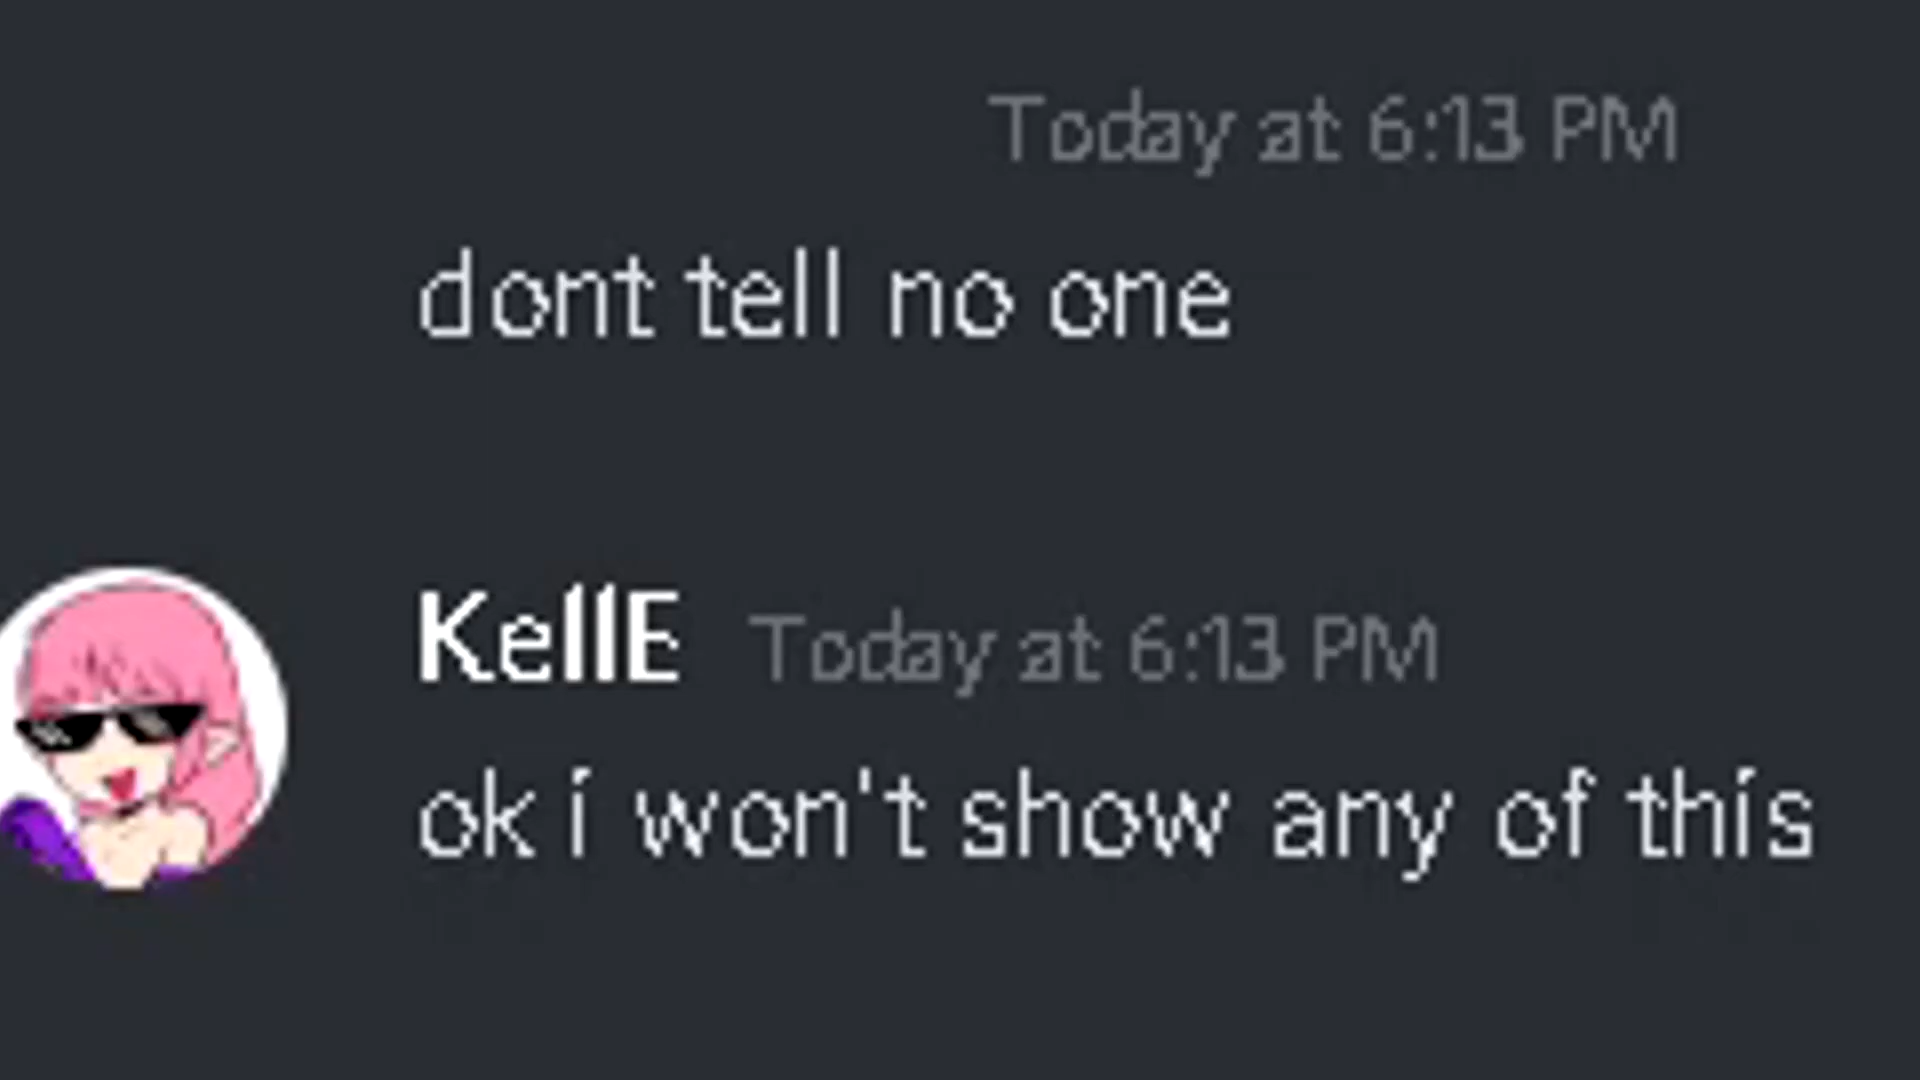 Today at 6:13 PM
dont tell no one
KellE Today at 6:13 PM
ok i won't show any of this